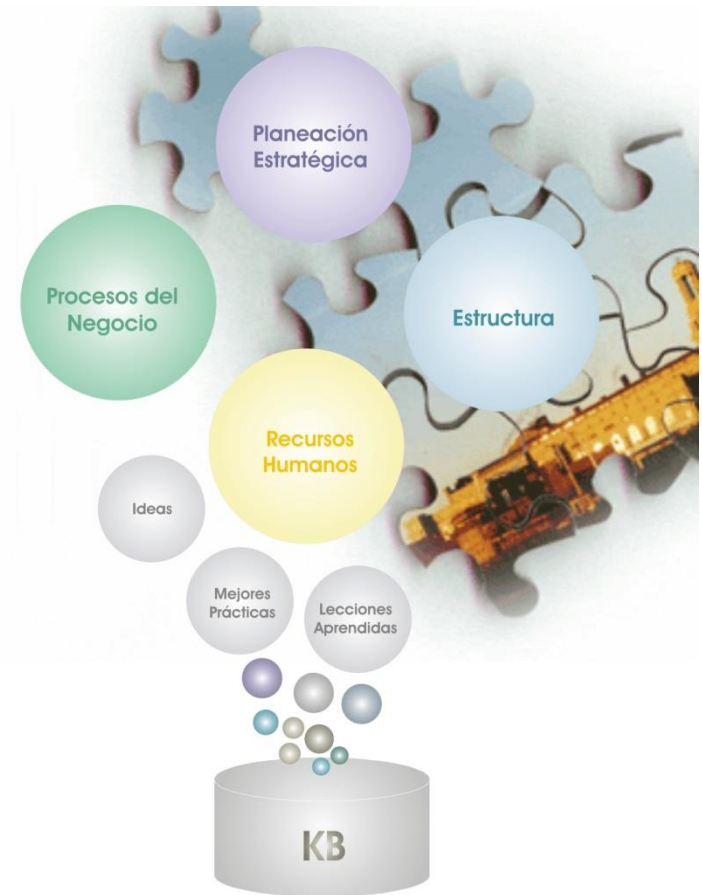 Planeación
Estratégica
Procesos del
Negocio
Estructura
Recursos
Humanos
Ideas
Mejores
Prácticas
Lecciones
Aprendidas
KB